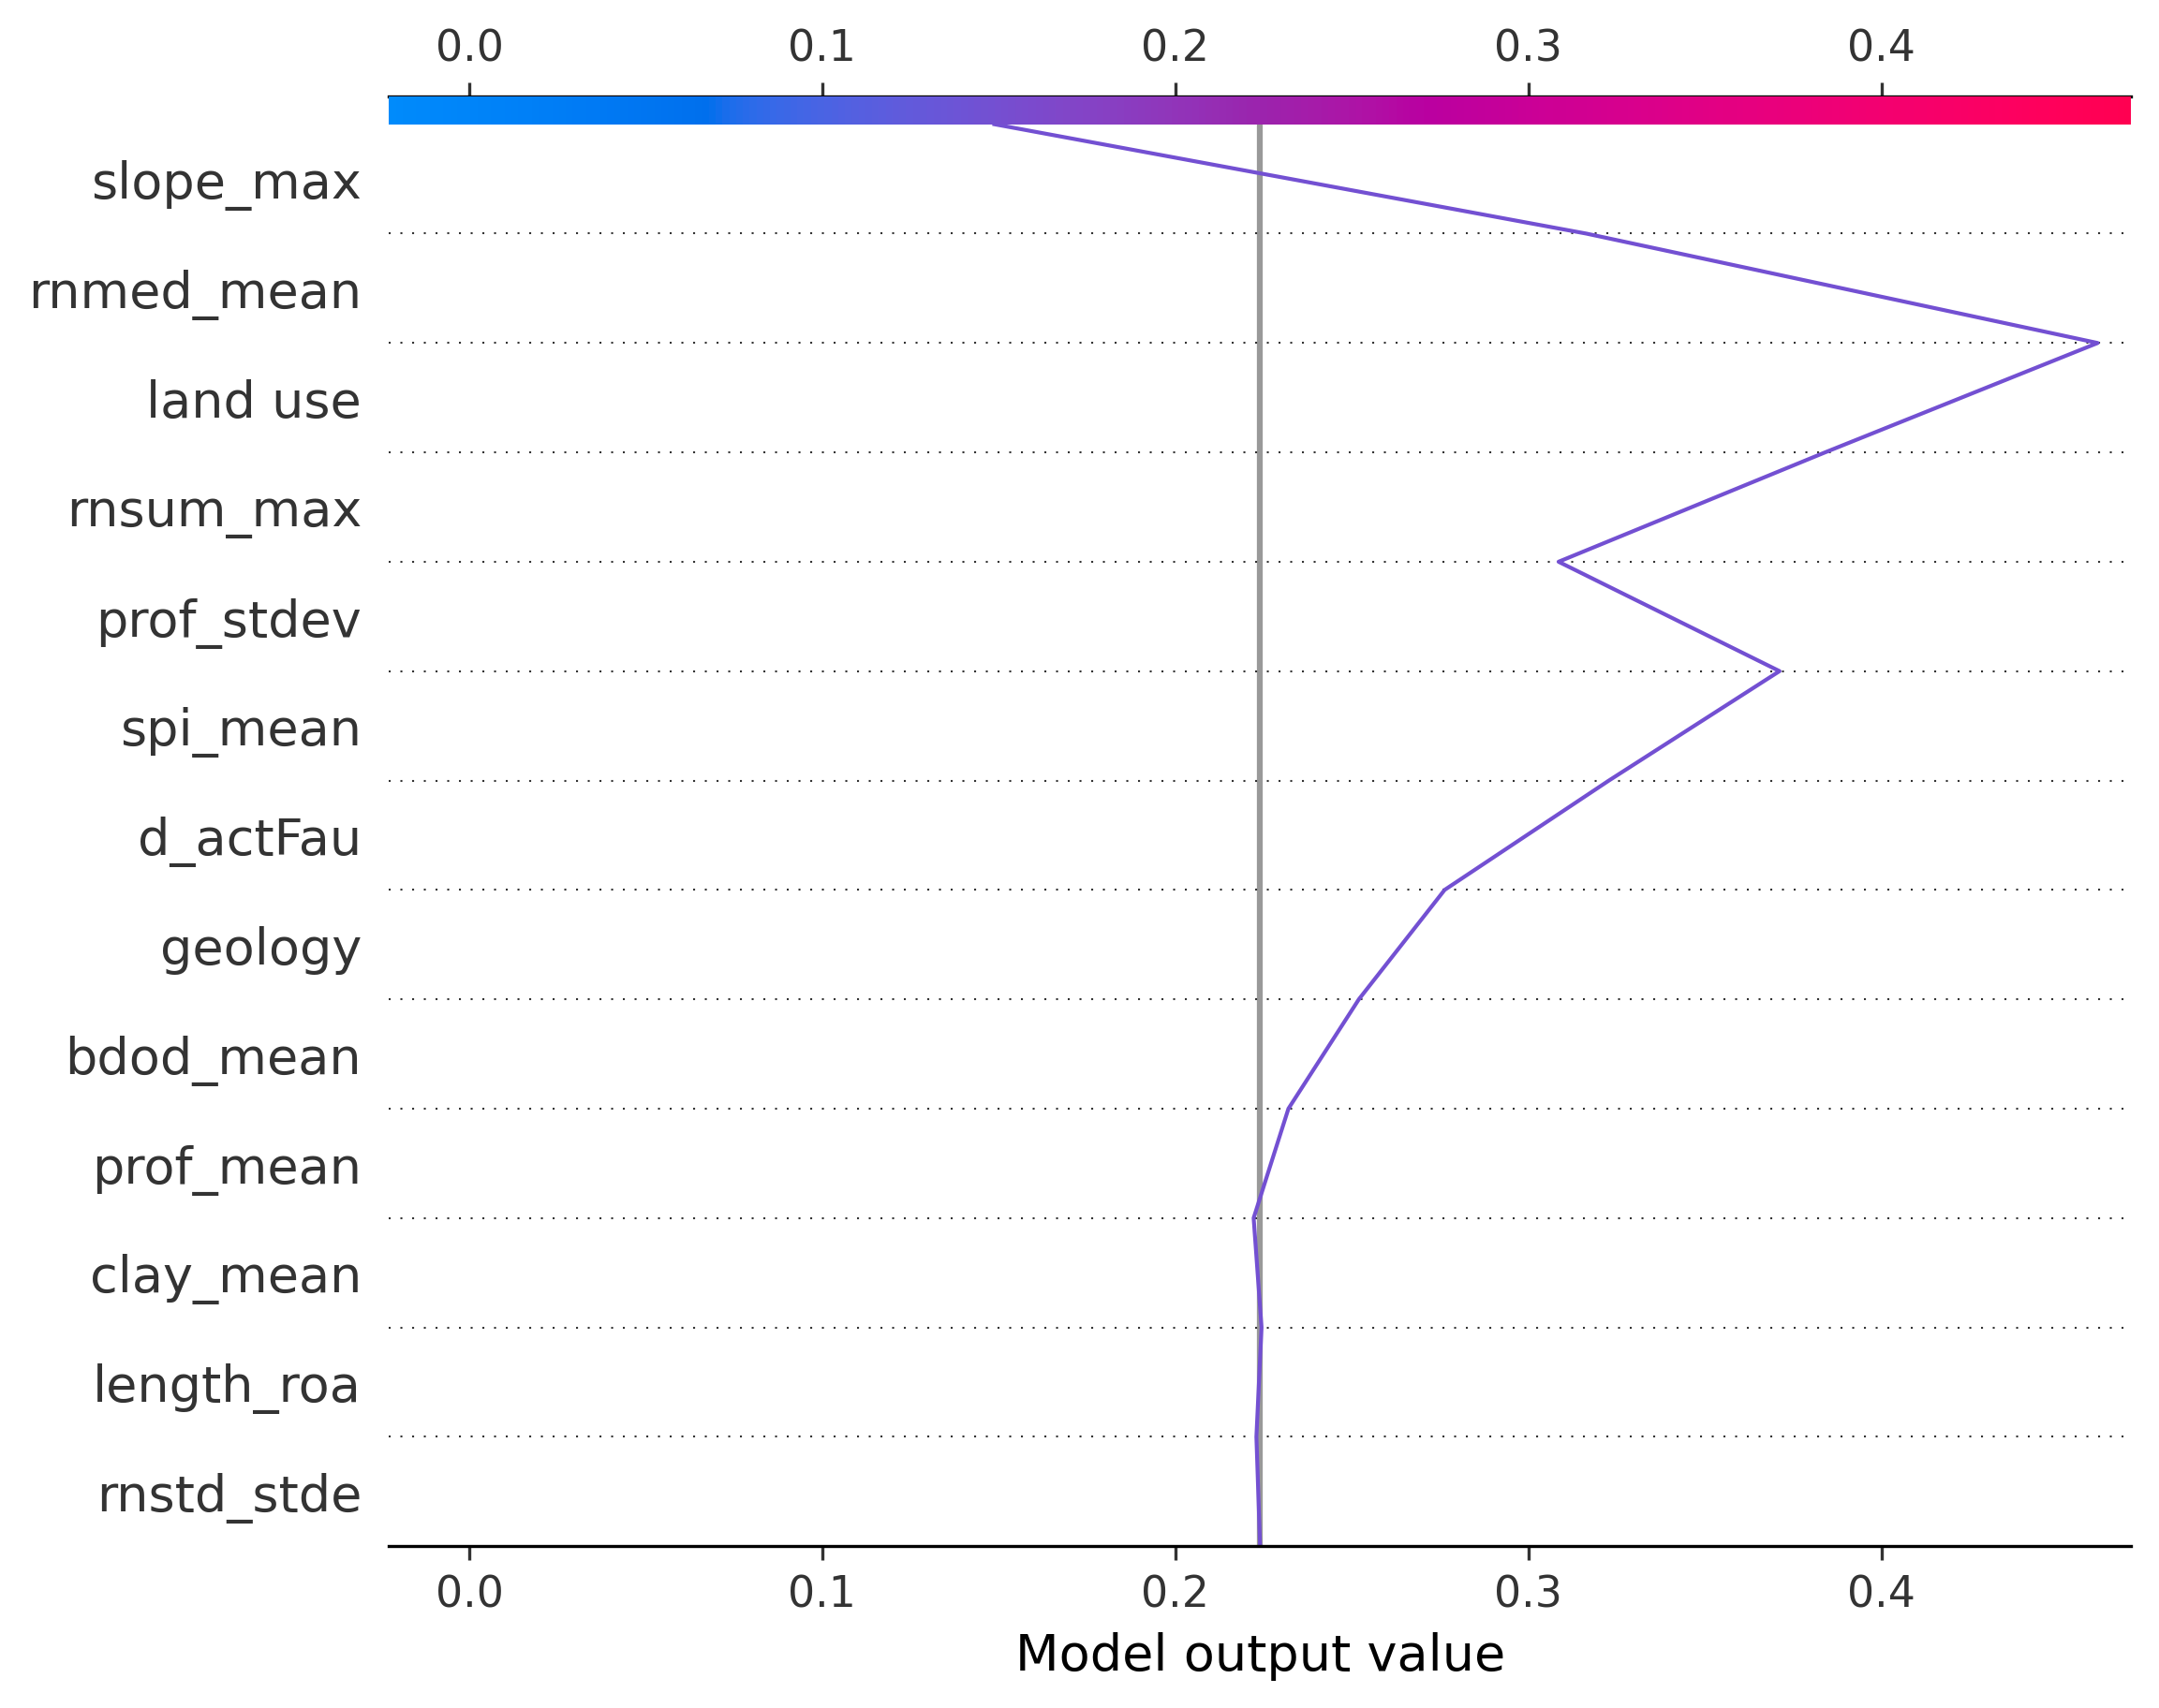 0.0 0.1 0.2 0.3 0.4
slope_max
rnmed_mean
land use
rnsum_max
prof_stdev
spi_mean
d_actFau
geology
bdod_mean
prof_mean
clay_mean
length_roa
rnstd_stde
0.0 0.1 0.2 0.3 0.4
Model output value